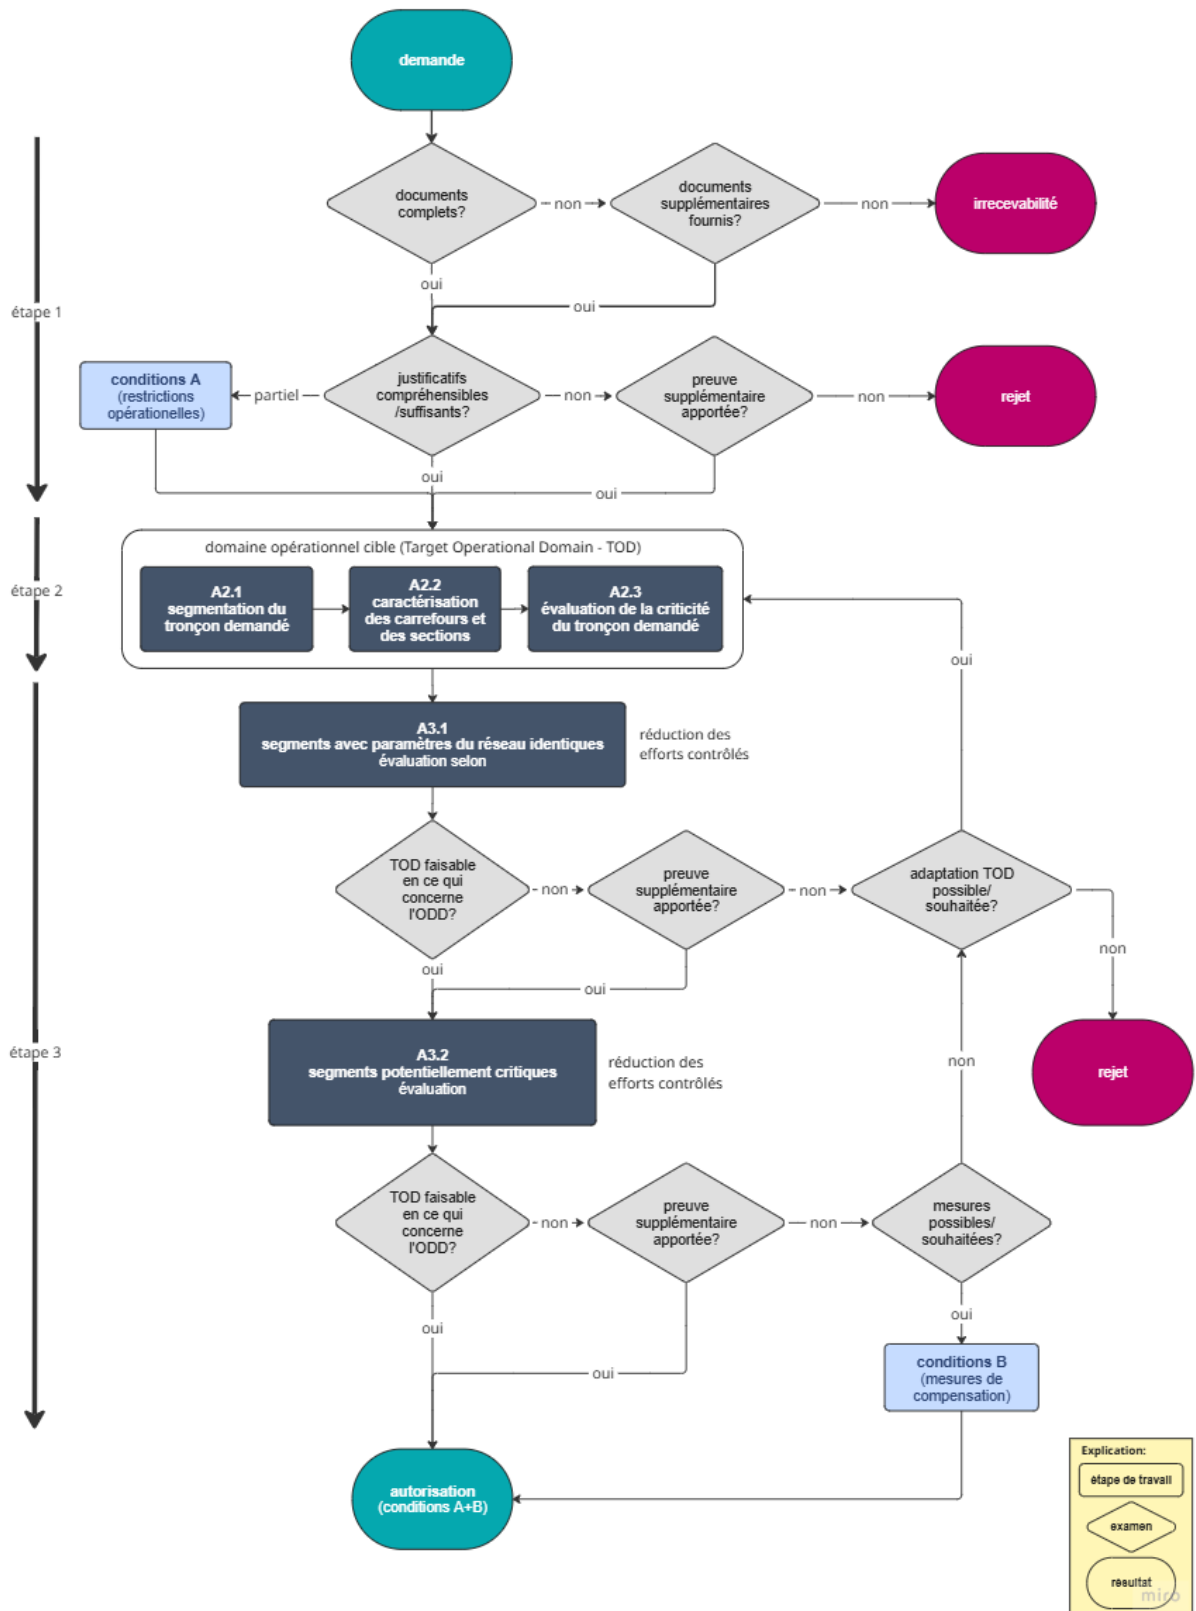 demande
documents
complets?
non
documents
supplémentaires
fournis?
non
irrecevabilité
oui
oui
étape 1
conditions A
(restrictions
opérationelles)
partiel
justificatifs
compréhensibles
/suffisants?
non
preuve
supplémentaire
apportée?
non
rejet
oui
oui
étape 2
domaine opérationnel cible (Target Operational Domain - TOD)
A2.1
segmentation du
tronçon demandé
A2.2
caractérisation
des carrefours et
des sections
A2.3
évaluation de la criticité
du tronçon demandé
oui
A3.1
segments avec paramètres du réseau identiques
évaluation selon
réduction des
efforts contrôlés
TOD faisable
en ce qui
concerne
l'ODD?
non
preuve
supplémentaire
apportée?
non
adaptation TOD
possible/
souhaitée?
non
oui
oui
étape 3
A3.2
segments potentiellement critiques
évaluation
réduction des
efforts contrôlés
non
rejet
TOD faisable
en ce qui
concerne
l'ODD?
non
preuve
supplémentaire
apportée?
non
mesures
possibles/
souhaitées?
oui
oui
oui
conditions B
(mesures de
compensation)
autorisation
(conditions A+B)
Explication:
étape de travail
examen
résultat
miro